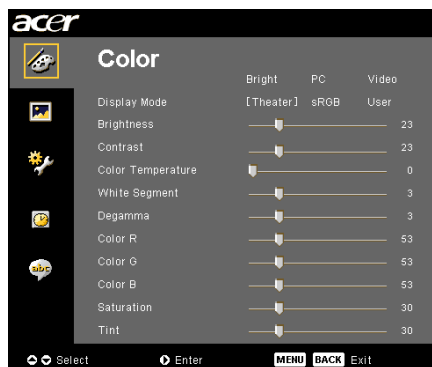 acer
Color
Bright PC Video
Display Mode [Theater] sRGB User
Brightness 23
Contrast 23
Color Temperature 0
White Segment 3
Degamma 3
Color R 53
Color G 53
Color B 53
Saturation 30
Tint 30
abc
Select Enter MENU BACK Exit